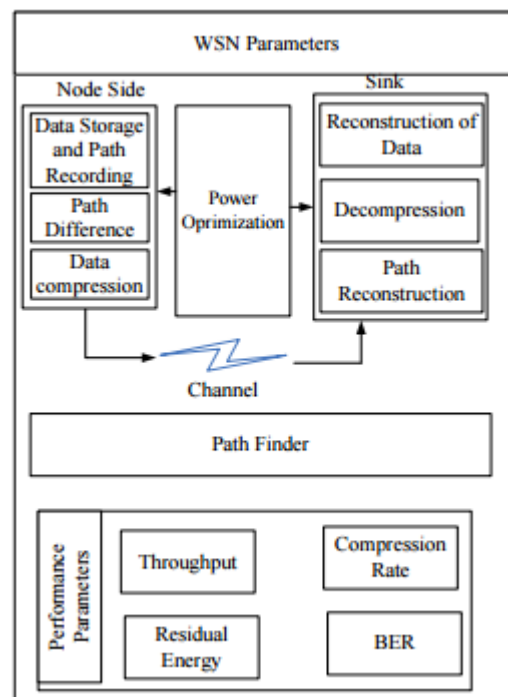 WSN Parameters
Node Side
Sink
Data Storage
and Path
Recording
Path
Difference
Data
compression
Power
Oprimization
Reconstruction of
Data
Decompression
Path
Reconstruction
Channel
Path Finder
Performance
Parameters
Throughput
Compression
Rate
Residual
Energy
BER